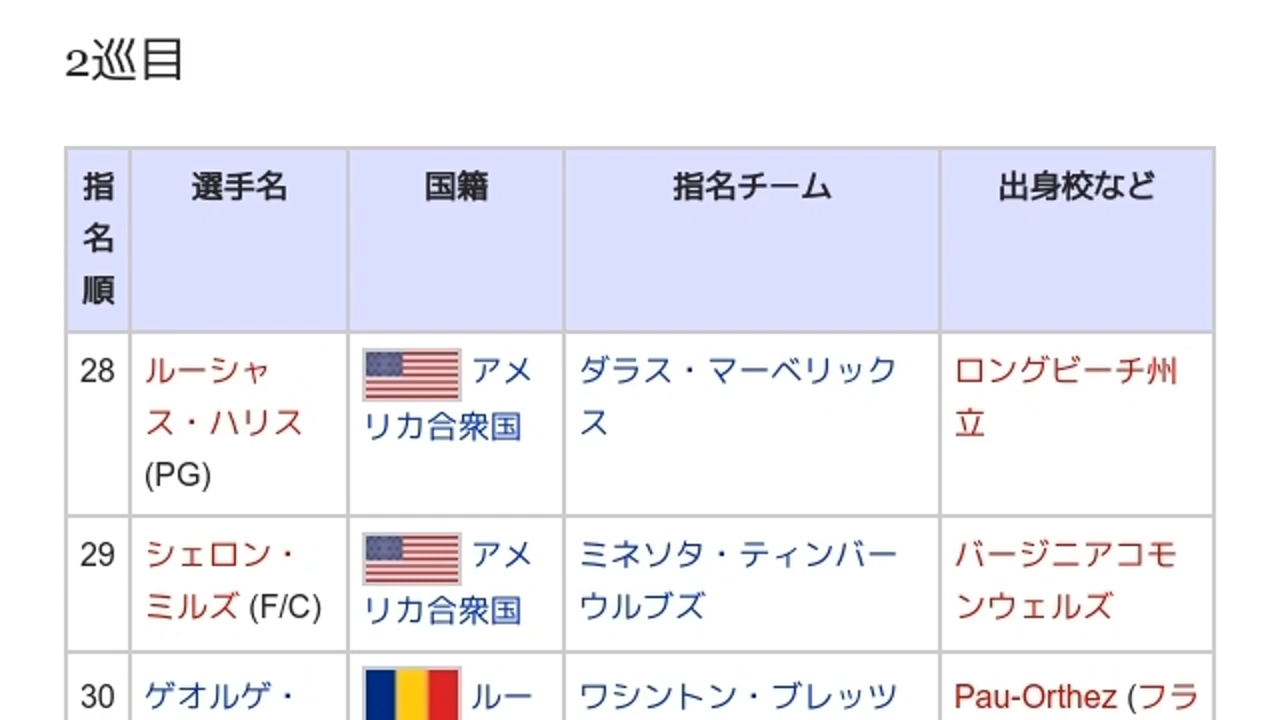 2巡目
指
名
順
選手名
国籍
指名チーム
出身校など
28
ルーシャ
ス・ハリス
(PG)
アメ
リカ合衆国
ダラス・マーベリック
ス
ロングビーチ州
立
29
シェロン・
ミルズ (F/C)
アメ
リカ合衆国
ミネソタ・ティンバー
ウルブズ
バージニアコモ
ンウェルズ
30
ゲオルゲ・
ルー
ワシントン・ブレッツ
Pau-Orthez (フラ